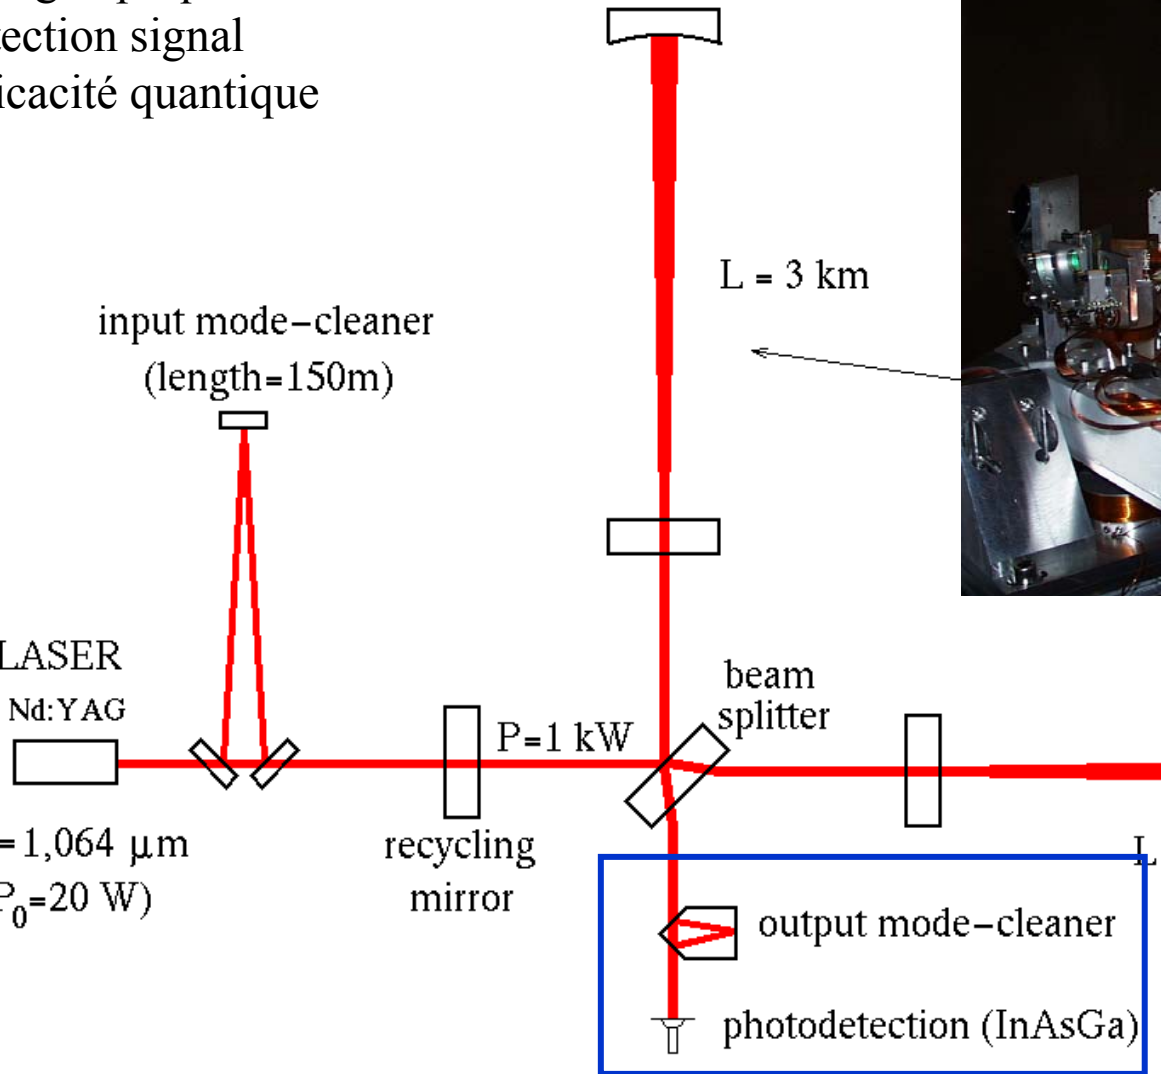 ection signal
icacité quantique
L = 3 km
input mode-cleaner
(length=150m)
LASER
Nd:YAG
beam
splitter
P=1 kW
=1,064 μm
P₀=20 W)
recycling
mirror
L
output mode-cleaner
photodetection (InAsGa)